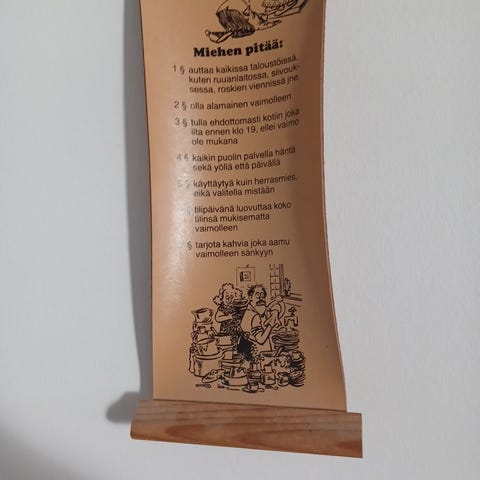 Miehen pitää:
1 § auttaa kaikissa taloustöissä,
kuten ruuanlaitossa, siivouk-
sessa, roskien viennissä jne.
2 § olla alamainen vaimolleen
3 § tulla ehdottomasti kotiin joka
ilta ennen klo 19, ellei vaimo
ole mukana
4 § kaikin puolin palvella häntä
sekä yöllä että päivällä
§ käyttäytyä kuin herrasmies,
eikä valitella mistään
§ tilipäivänä luovuttaa koko
tilinsä mukisematta
vaimolleen
§ tarjota kahvia joka aamu
vaimolleen sänkyyn